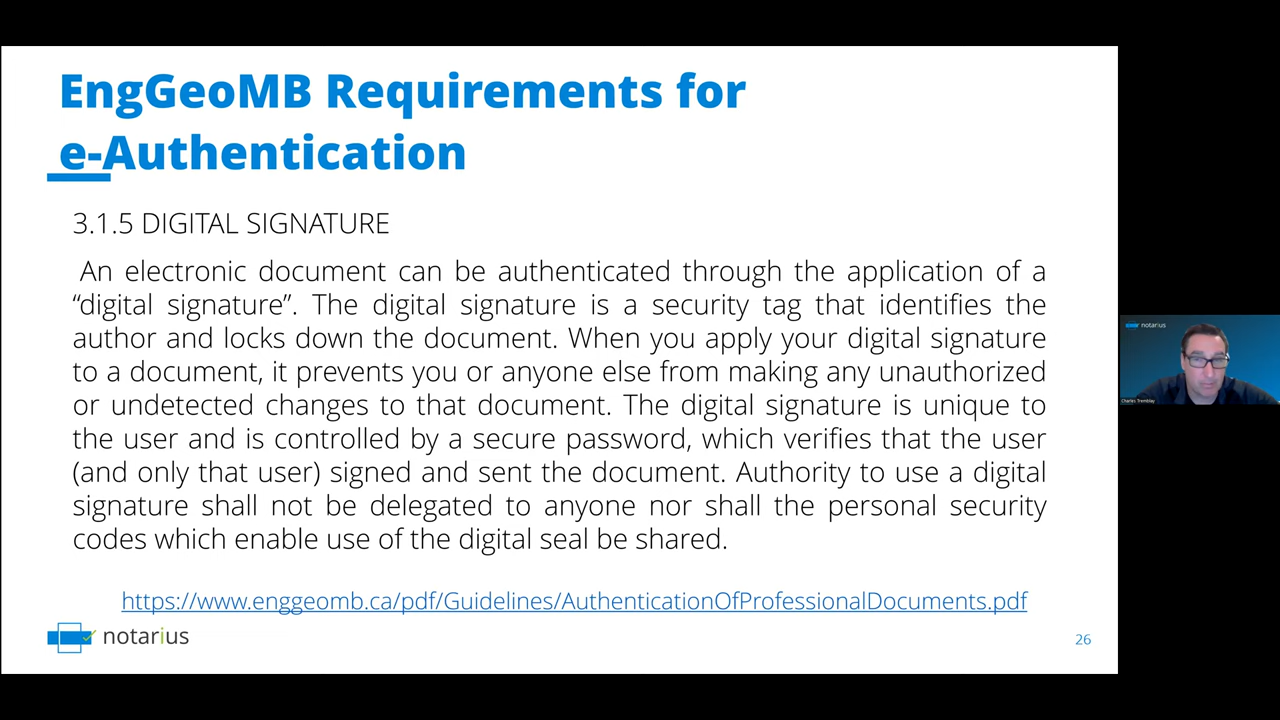 EngGeoMB Requirements for
e-Authentication
3.1.5 DIGITAL SIGNATURE
An electronic document can be authenticated through the application of a
“digital signature”. The digital signature is a security tag that identifies the
author and locks down the document. When you apply your digital signature
to a document, it prevents you or anyone else from making any unauthorized
or undetected changes to that document. The digital signature is unique to
the user and is controlled by a secure password, which verifies that the user
(and only that user) signed and sent the document. Authority to use a digital
signature shall not be delegated to anyone nor shall the personal security
codes which enable use of the digital seal be shared.
https://www.enggeomb.ca/pdf/Guidelines/AuthenticationOfProfessionalDocuments.pdf
notarius
26
notarius
Charles Tremblay